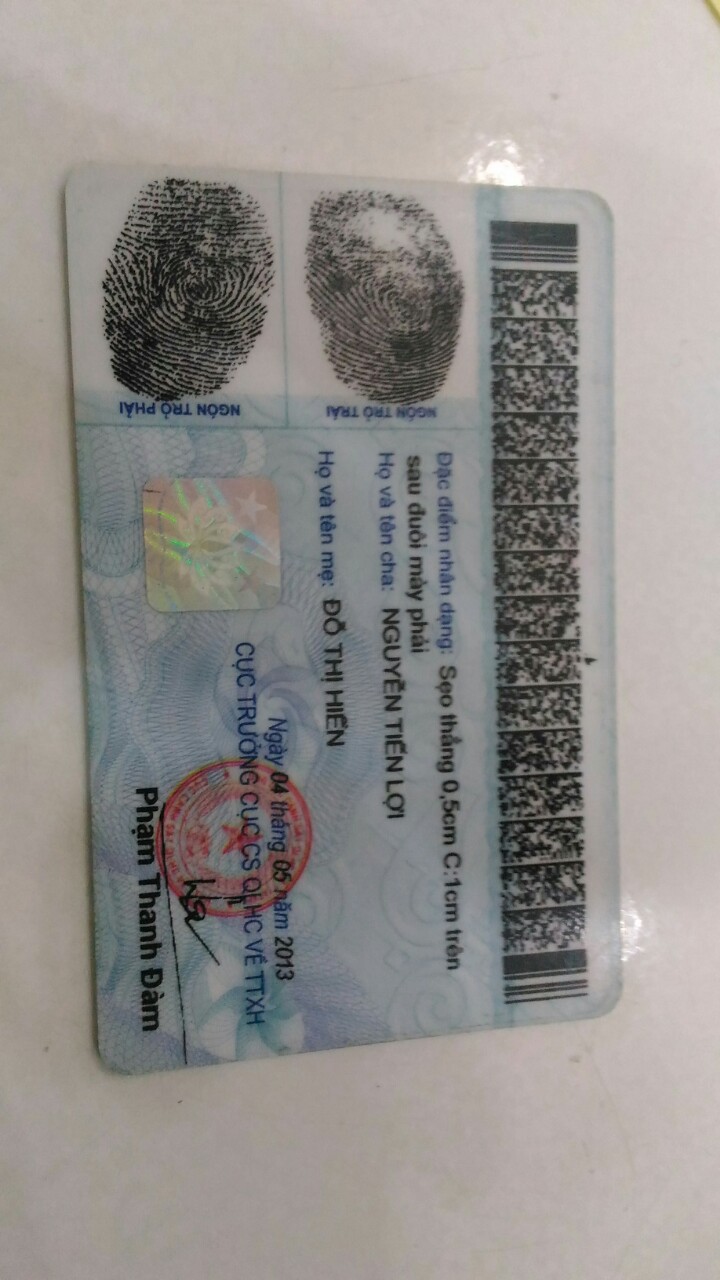 Đặc điểm nhân dạng: Sẹo thẳng 0,5cm C:1cm trên
sau đuôi mày phải
Họ và tên cha: NGUYỄN TIẾN LỢI
Họ và tên mẹ: ĐỖ THỊ HIẾN
Ngày 04 tháng 05 năm 2013
CỤC TRƯỞNG CỤC CS QLHC VỀ TTXH
Phạm Thanh Đàm
NGÓN TRỎ TRÁI
NGÓN TRỎ PHẢI